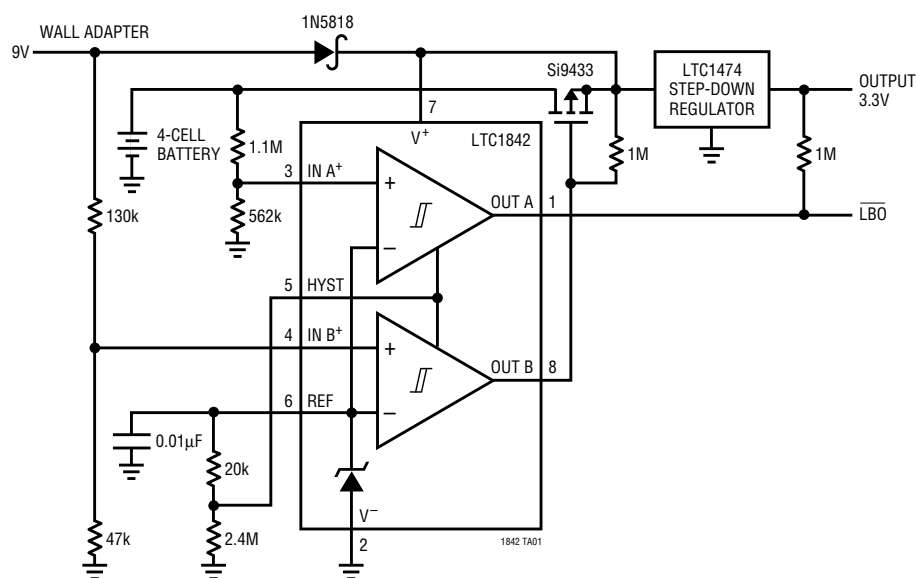 1N5818
WALL ADAPTER
9V
Si9433
LTC1474
STEP-DOWN
REGULATOR
OUTPUT
3.3V
7
V+
LTC1842
4-CELL
BATTERY
1.1M
1M
1M
3
IN A+
+
OUT A
1
LBO
130k
562k
−
5
HYST
4
IN B+
+
OUT B
8
6
REF
−
0.01µF
20k
V−
47k
2.4M
2
1842 TA01